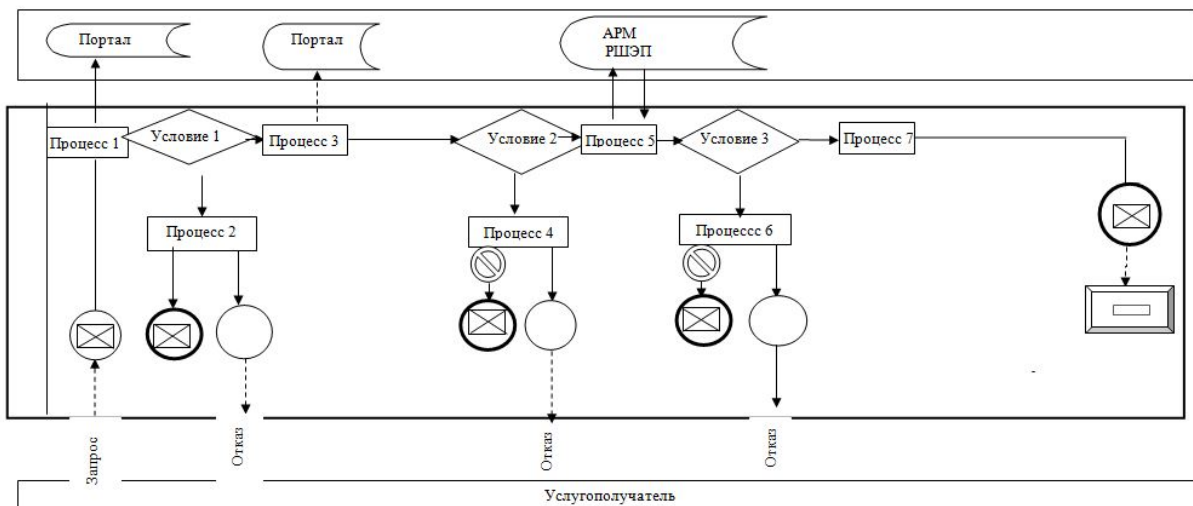 Портал
Портал
АРМ
РШЭП
Процесс 1
Условие 1
Процесс 3
Условие 2
Процесс 5
Условие 3
Процесс 7
Процесс 2
Процесс 4
Процессс 6
Запрос
Отказ
Отказ
Отказ
Услугополучатель